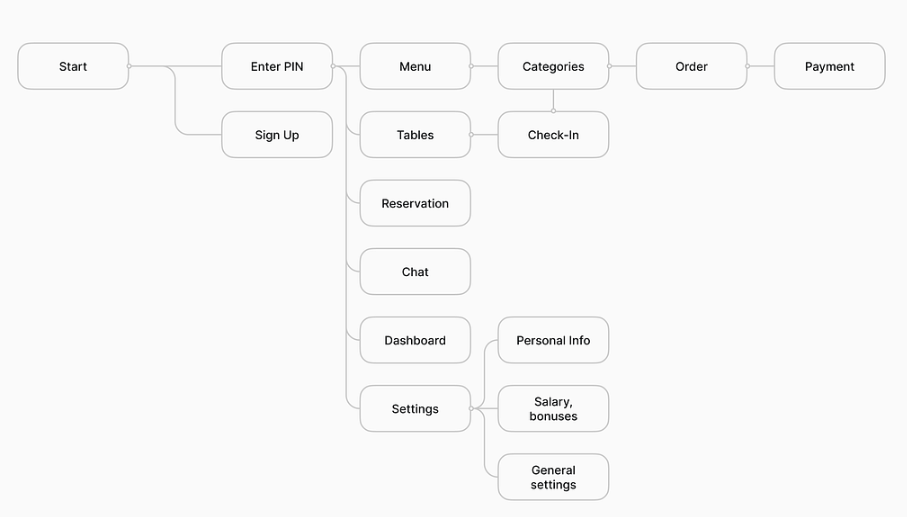 Start
Enter PIN
Menu
Categories
Order
Payment
Sign Up
Tables
Check-In
Reservation
Chat
Dashboard
Personal Info
Settings
Salary,
bonuses
General
settings